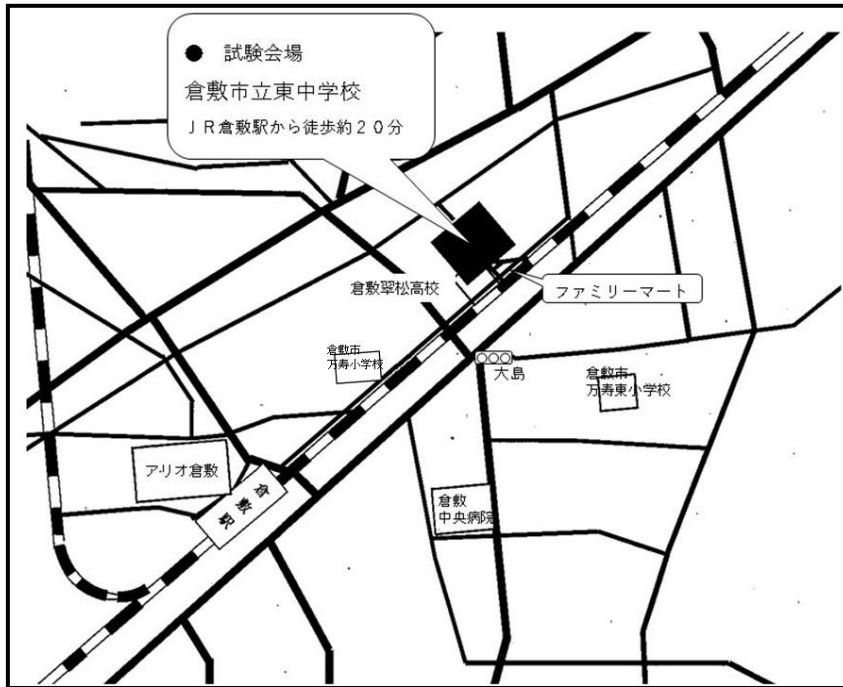 ● 試験会場
倉敷市立東中学校
JR倉敷駅から徒歩約20分
倉敷翠松高校
ファミリーマート
倉敷市
万寿小学校
大島
倉敷市
万寿東小学校
アリオ倉敷
倉敷駅
倉敷
中央病院